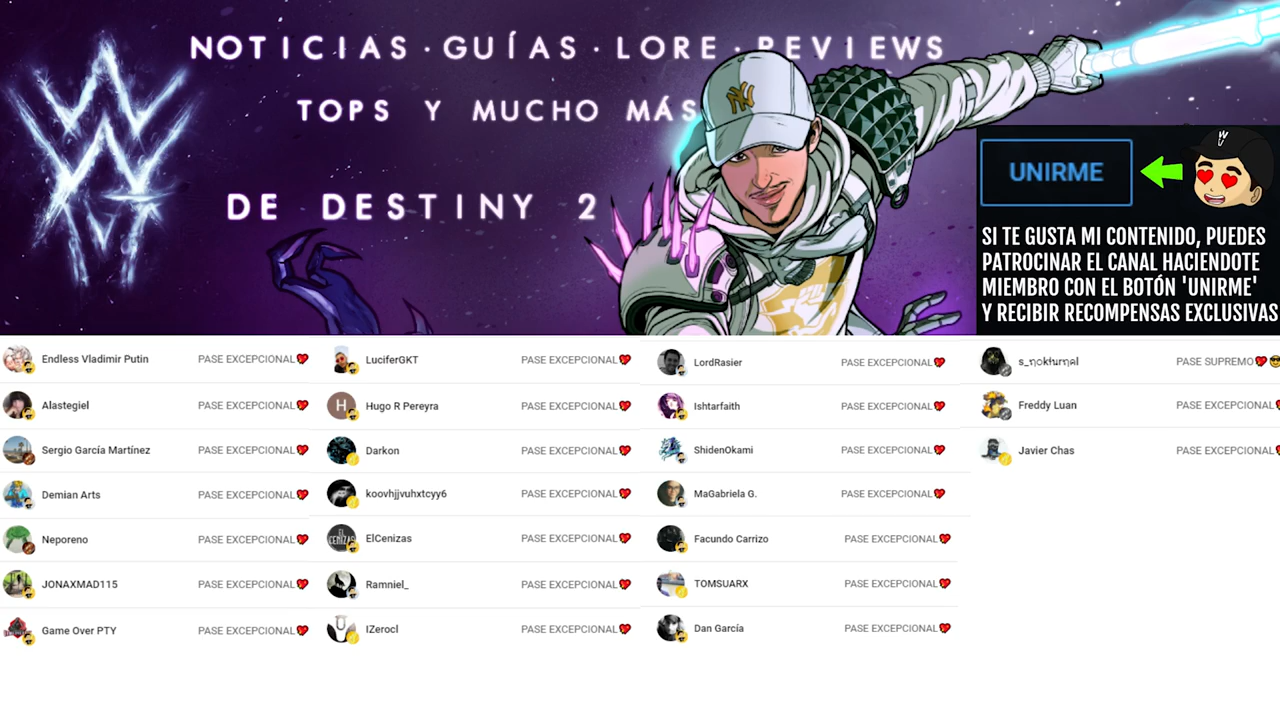 NOTICIAS · GUÍAS · LORE · REVIEWS
TOPS Y MUCHO MÁS
DE DESTINY 2
UNIRME
SI TE GUSTA MI CONTENIDO, PUEDES
PATROCINAR EL CANAL HACIENDOTE
MIEMBRO CON EL BOTÓN 'UNIRME'
Y RECIBIR RECOMPENSAS EXCLUSIVAS
Endless Vladimir Putin PASE EXCEPCIONAL
Alastegiel PASE EXCEPCIONAL
Sergio García Martínez PASE EXCEPCIONAL
Demian Arts PASE EXCEPCIONAL
Neporeno PASE EXCEPCIONAL
JONAXMAD115 PASE EXCEPCIONAL
Game Over PTY PASE EXCEPCIONAL
LuciferGKT PASE EXCEPCIONAL
H Hugo R Pereyra PASE EXCEPCIONAL
Darkon PASE EXCEPCIONAL
koovhjjvuhxtcyy6 PASE EXCEPCIONAL
EL CENIZAS ElCenizas PASE EXCEPCIONAL
Ramniel_ PASE EXCEPCIONAL
IZerocl PASE EXCEPCIONAL
LordRasier PASE EXCEPCIONAL
Ishtarfaith PASE EXCEPCIONAL
ShidenOkami PASE EXCEPCIONAL
MaGabriela G. PASE EXCEPCIONAL
Facundo Carrizo PASE EXCEPCIONAL
TOMSUARX PASE EXCEPCIONAL
Dan García PASE EXCEPCIONAL
s_ηokŧuгηal PASE SUPREMO
Freddy Luan PASE EXCEPCIONAL
Javier Chas PASE EXCEPCIONAL